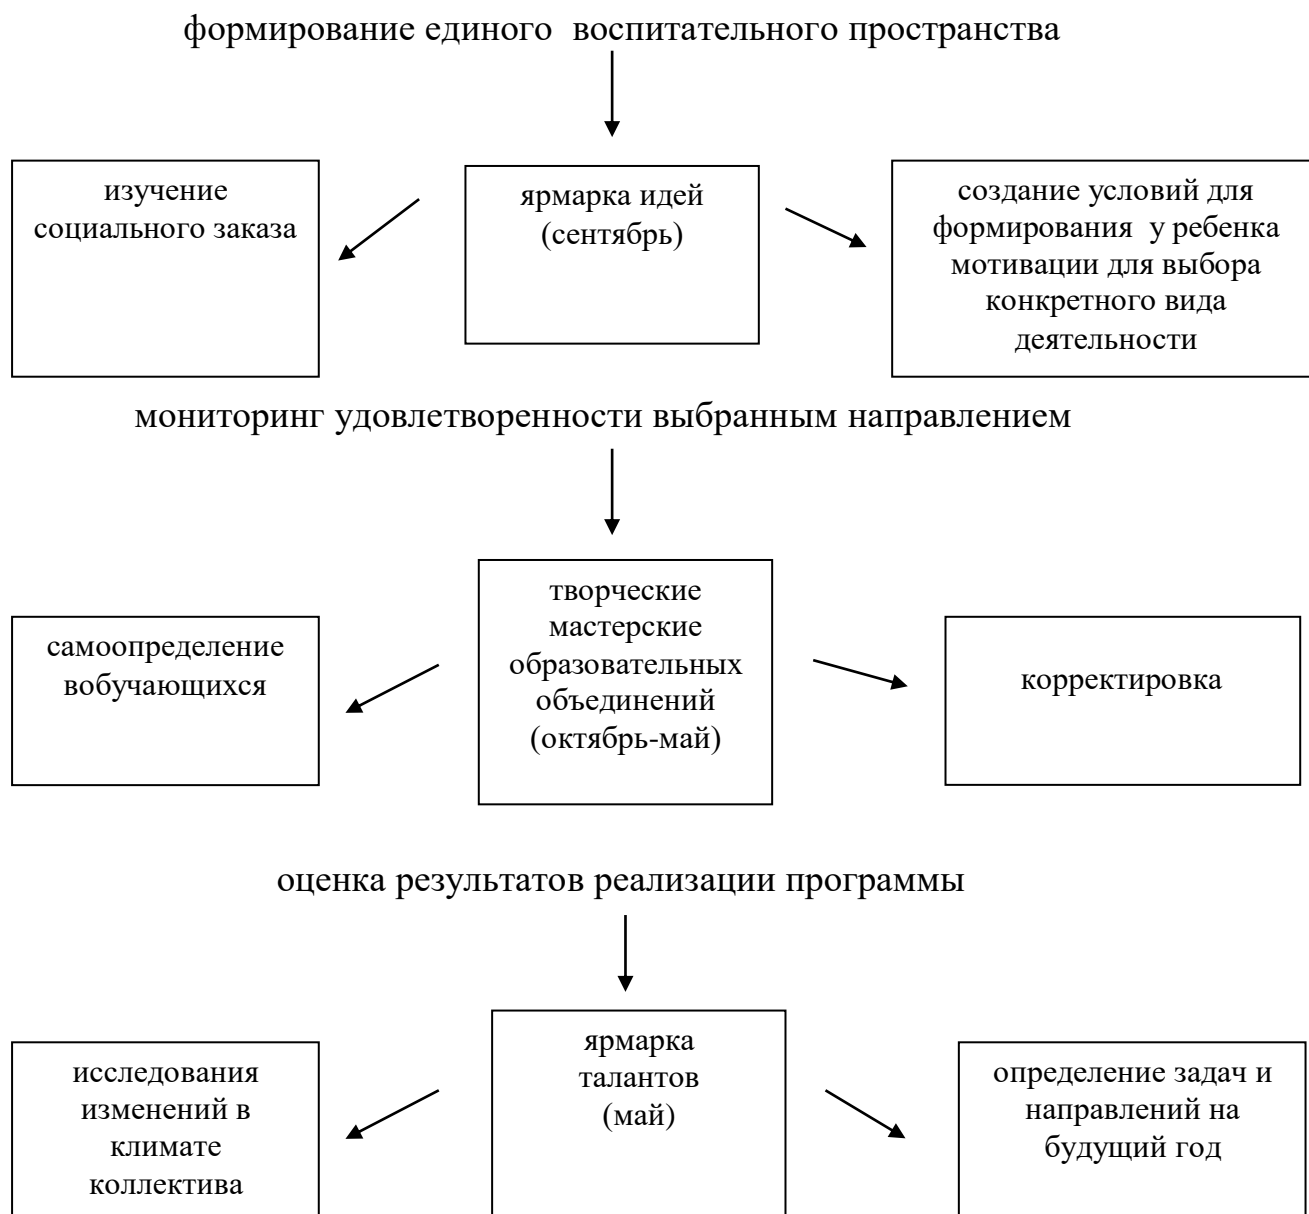 формирование единого  воспитательного пространства
изучение
социального заказа
ярмарка идей
(сентябрь)
создание условий для
формирования  у ребенка
мотивации для выбора
конкретного вида
деятельности
мониторинг удовлетворенности выбранным направлением
самоопределение
вобучающихся
творческие
мастерские
образовательных
объединений
(октябрь-май)
корректировка
оценка результатов реализации программы
исследования
изменений в
климате
коллектива
ярмарка
талантов
(май)
определение задач и
направлений на
будущий год